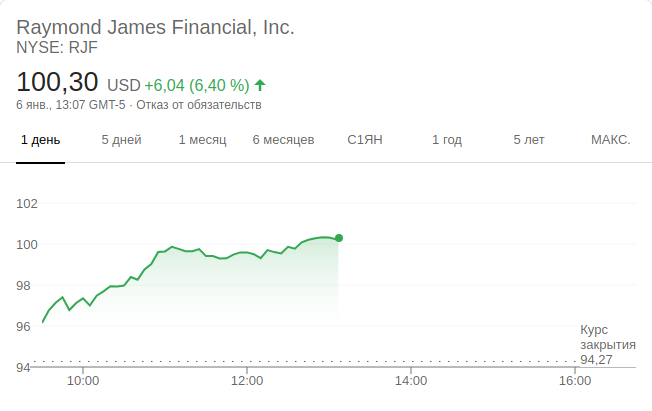 Raymond James Financial, Inc.
NYSE: RJF
100,30 USD +6,04 (6,40 %)
6 янв., 13:07 GMT-5 · Отказ от обязательств
1 день 5 дней 1 месяц 6 месяцев С1ЯН 1 год 5 лет МАКС.
102
100
98
96
Курс
закрытия
94,27
94
10:00 12:00 14:00 16:00